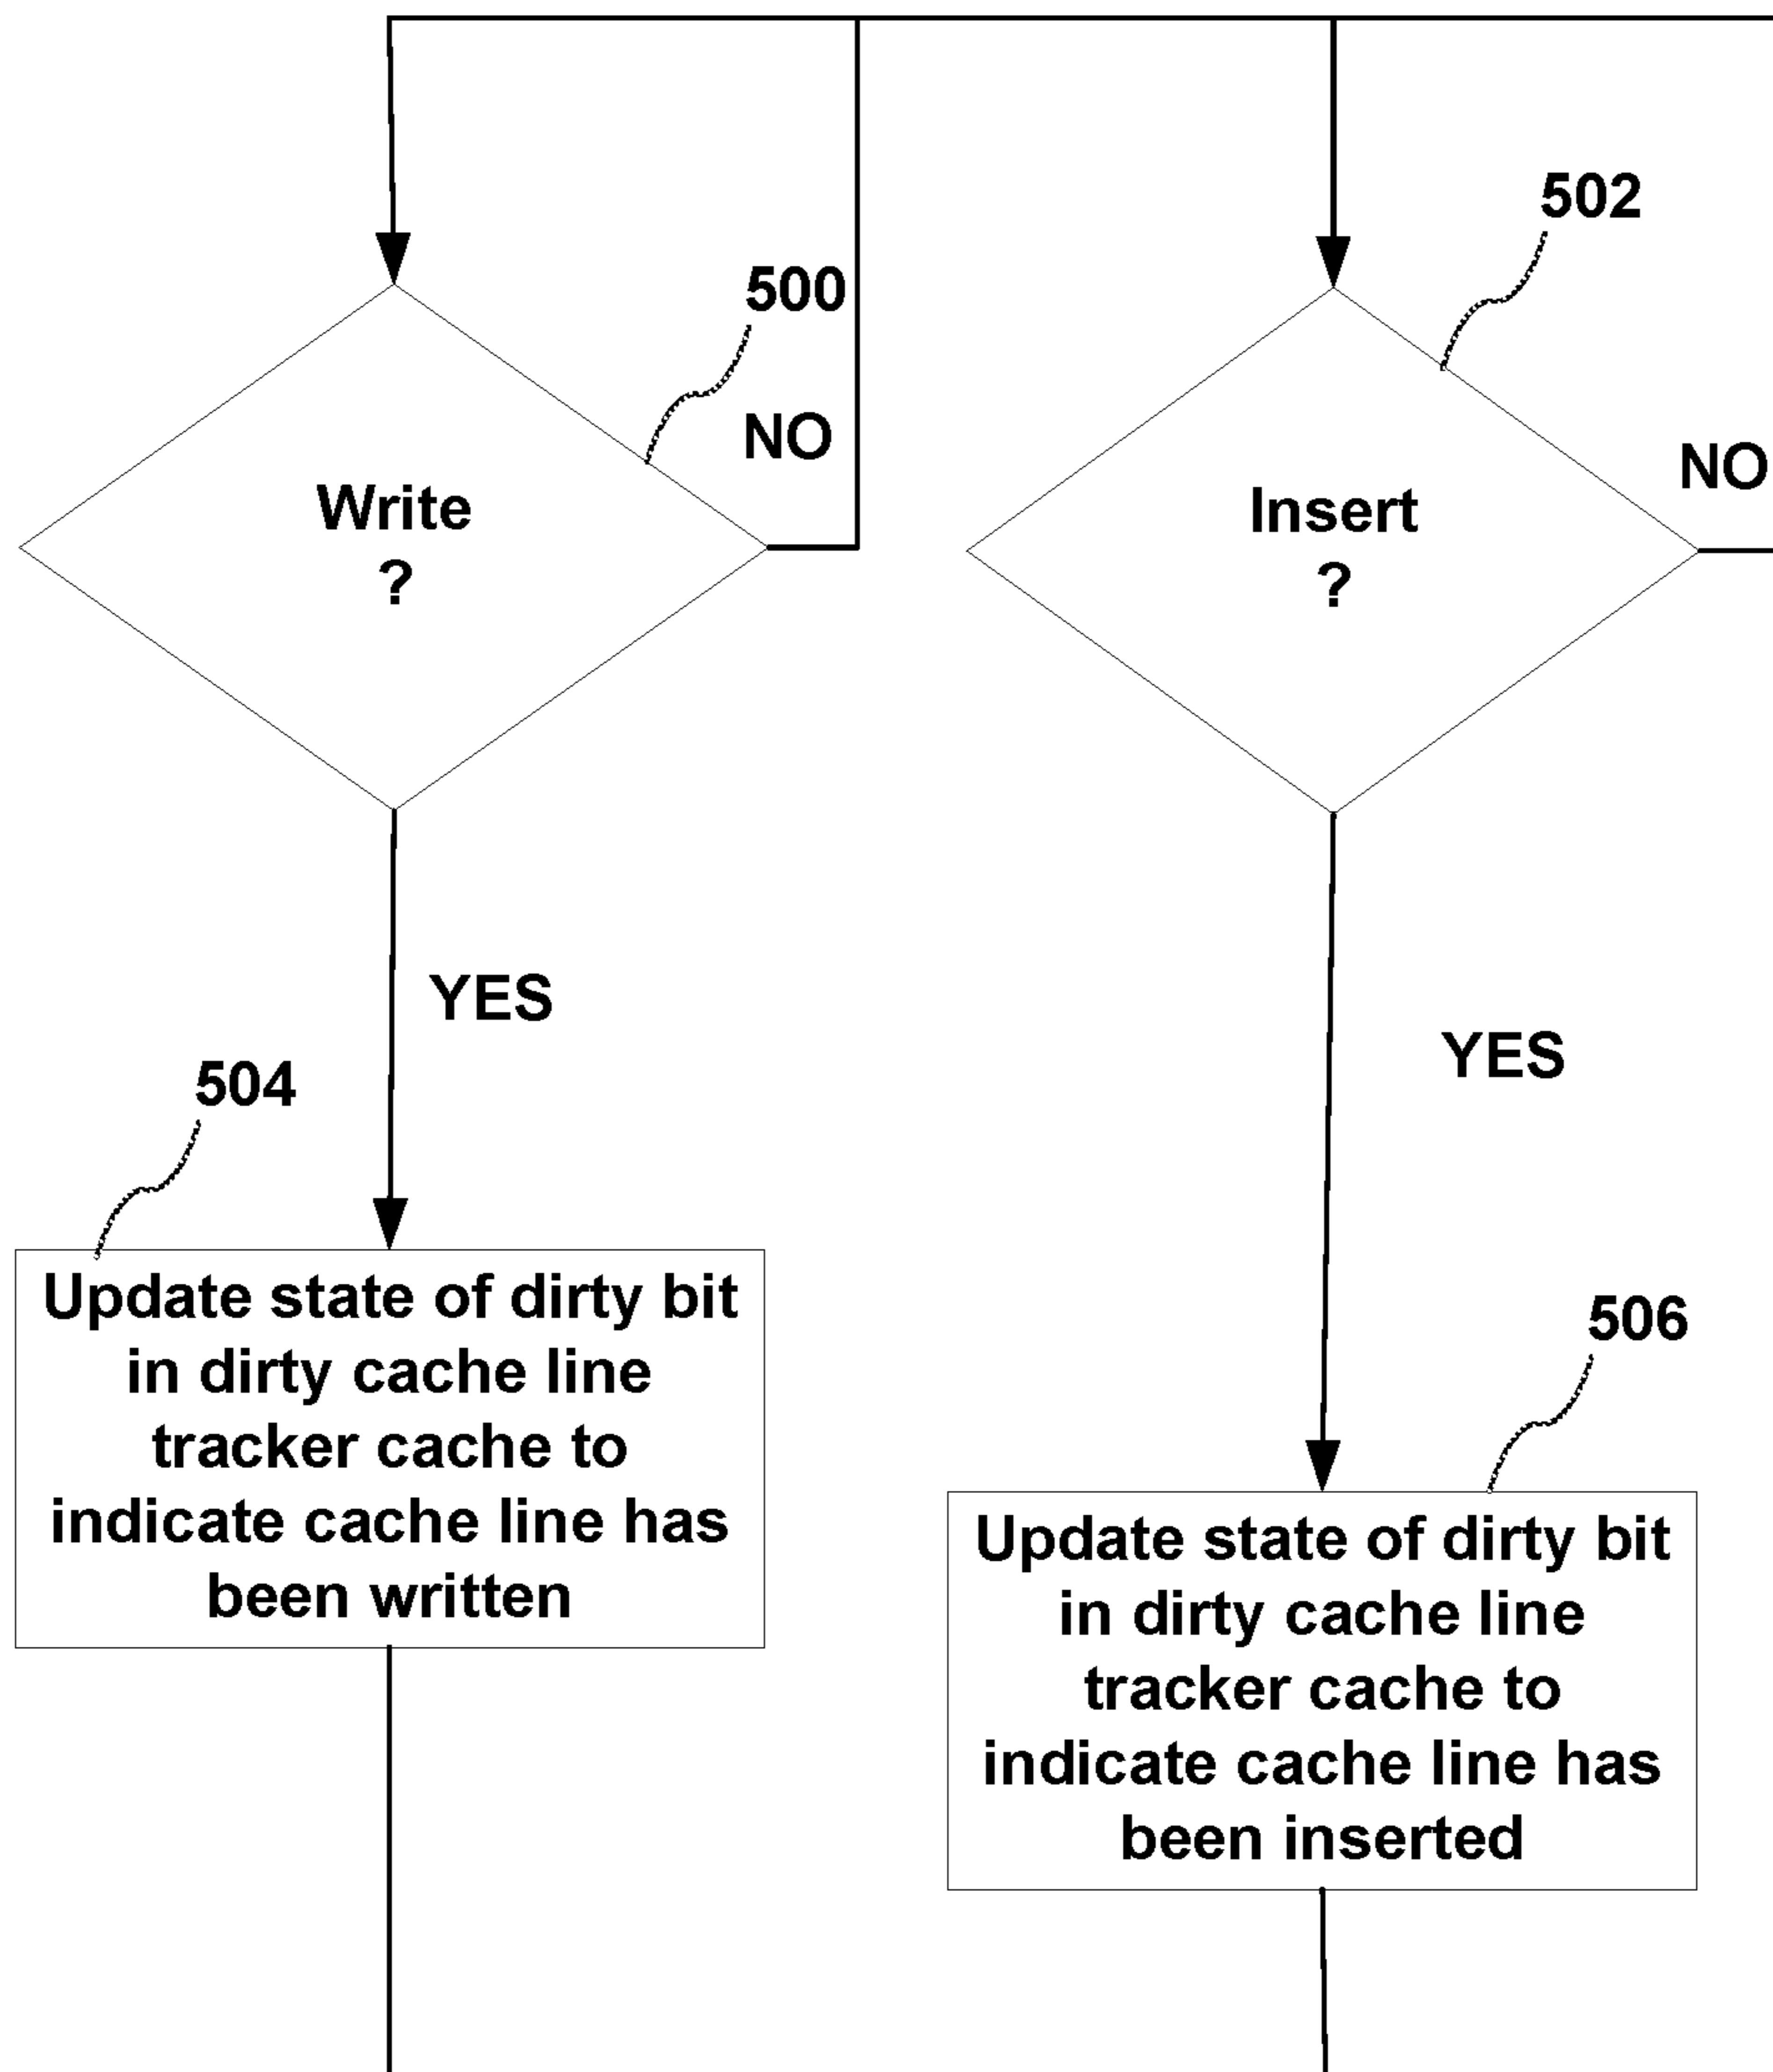 502
500
NO
Write
?
NO
Insert
?
YES
YES
504
Update state of dirty bit
in dirty cache line
tracker cache to
indicate cache line has
been written
506
Update state of dirty bit
in dirty cache line
tracker cache to
indicate cache line has
been inserted